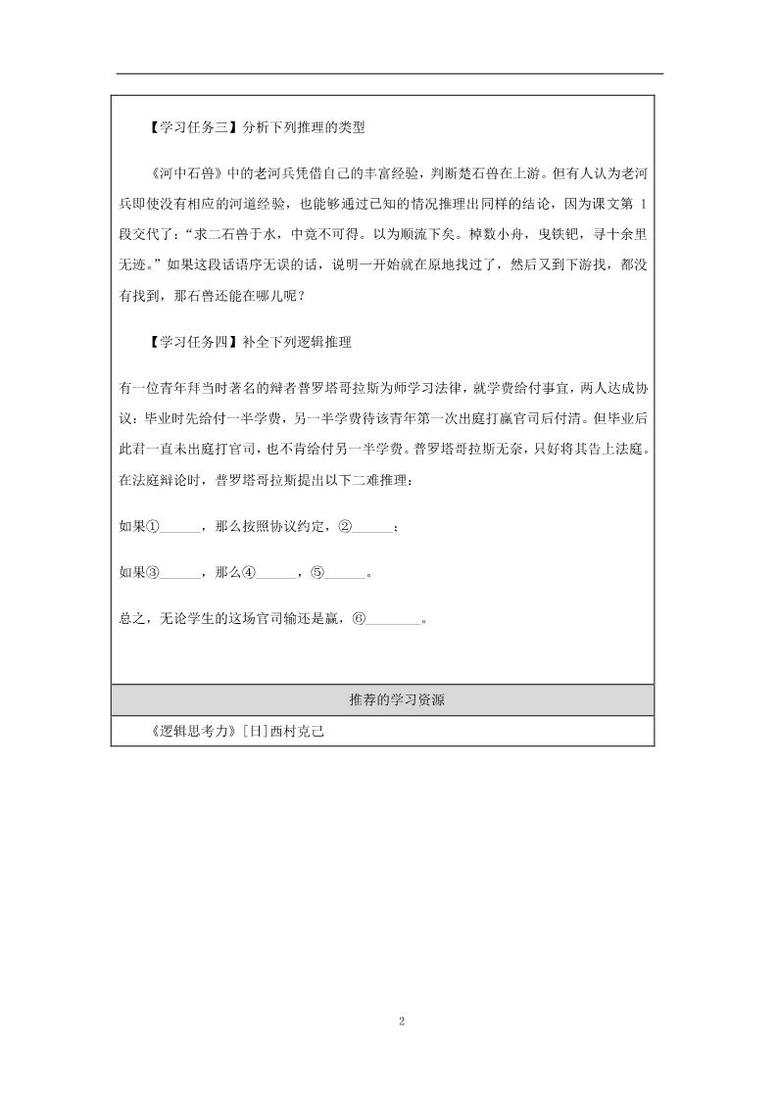 【学习任务三】分析下列推理的类型
《河中石兽》中的老河兵凭借自己的丰富经验，判断楚石兽在上游。但有人认为老河
兵即使没有相应的河道经验，也能够通过已知的情况推理出同样的结论，因为课文第 1
段交代了：“求二石兽于水，中竟不可得。以为顺流下矣。棹数小舟，曳铁钯，寻十余里
无迹。”如果这段话语序无误的话，说明一开始就在原地找过了，然后又到下游找，都没
有找到，那石兽还能在哪儿呢？
【学习任务四】补全下列逻辑推理
有一位青年拜当时著名的辩者普罗塔哥拉斯为师学习法律，就学费给付事宜，两人达成协
议：毕业时先给付一半学费，另一半学费待该青年第一次出庭打赢官司后付清。但毕业后
此君一直未出庭打官司，也不肯给付另一半学费。普罗塔哥拉斯无奈，只好将其告上法庭。
在法庭辩论时，普罗塔哥拉斯提出以下二难推理：
如果①______，那么按照协议约定，②______；
如果③______，那么④______，⑤______。
总之，无论学生的这场官司输还是赢，⑥________。
推荐的学习资源
《逻辑思考力》[日]西村克己
2